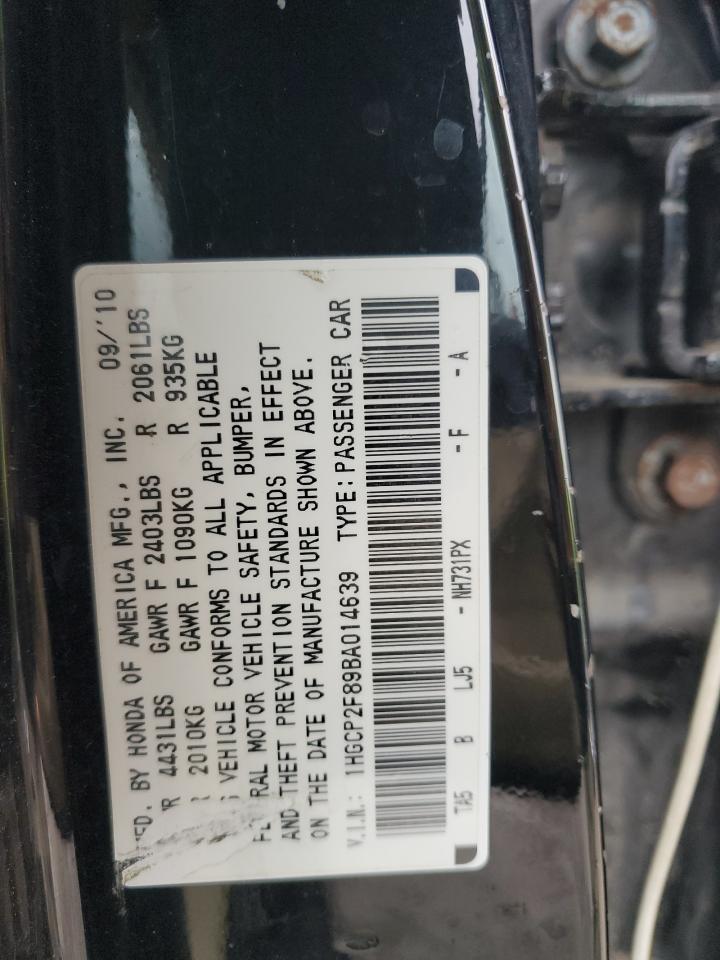 MFD. BY HONDA OF AMERICA MFG., INC. 09/'10
4431LBS GAWR F 2403LBS R 2061LBS
2010KG GAWR F 1090KG R 935KG
VEHICLE CONFORMS TO ALL APPLICABLE
MOTOR VEHICLE SAFETY, BUMPER,
AND THEFT PREVENTION STANDARDS IN EFFECT
ON THE DATE OF MANUFACTURE SHOWN ABOVE.
V.I.N.: 1HGCP2F89BA014639 TYPE: PASSENGER CAR
TA5 B LJ5 - NH731PX - F - A